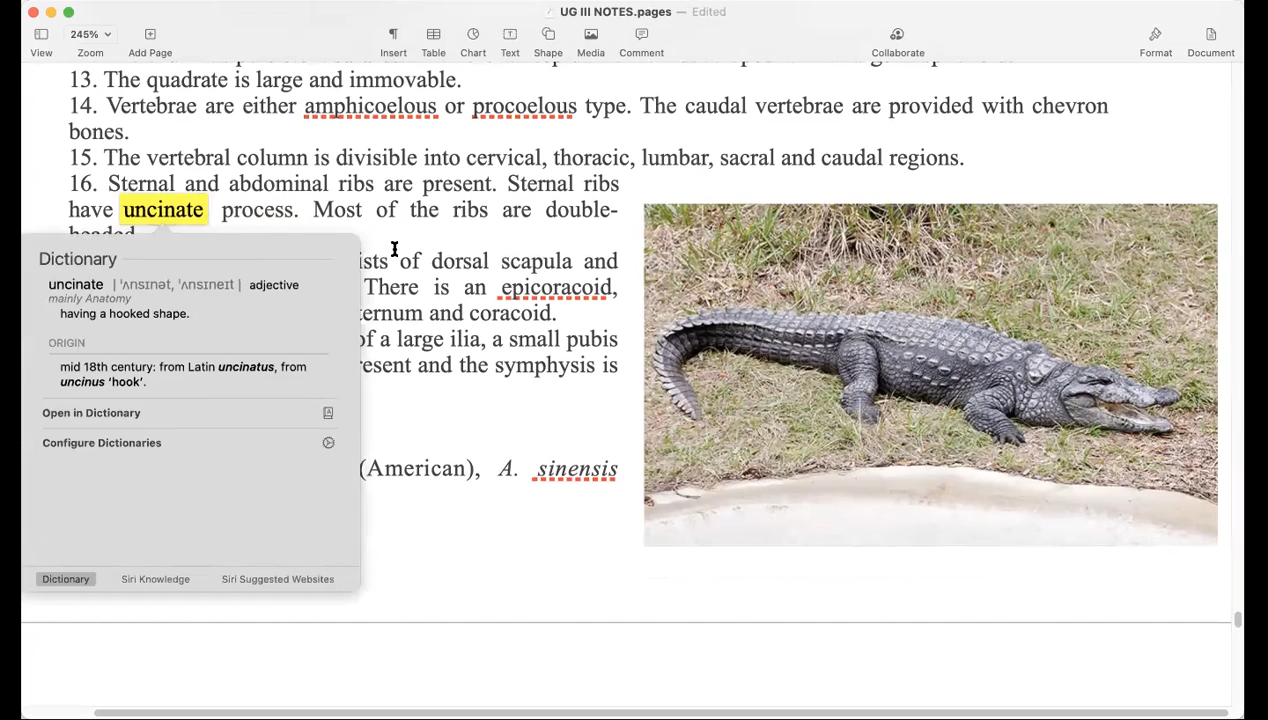 UG III NOTES.pages — Edited
245%
View Zoom Add Page Insert Table Chart Text Shape Media Comment Collaborate Format Document
13. The quadrate is large and immovable.
14. Vertebrae are either amphicoelous or procoelous type. The caudal vertebrae are provided with chevron
bones.
15. The vertebral column is divisible into cervical, thoracic, lumbar, sacral and caudal regions.
16. Sternal and abdominal ribs are present. Sternal ribs
have uncinate process. Most of the ribs are double-
headed.
ists of dorsal scapula and
There is an epicoracoid,
ternum and coracoid.
of a large ilia, a small pubis
resent and the symphysis is
(American), A. sinensis
Dictionary
uncinate | ˈʌnsɪnət, ˈʌnsɪneɪt | adjective
mainly Anatomy
having a hooked shape.
ORIGIN
mid 18th century: from Latin uncinatus, from
uncinus ‘hook’.
Open in Dictionary
Configure Dictionaries
Dictionary Siri Knowledge Siri Suggested Websites